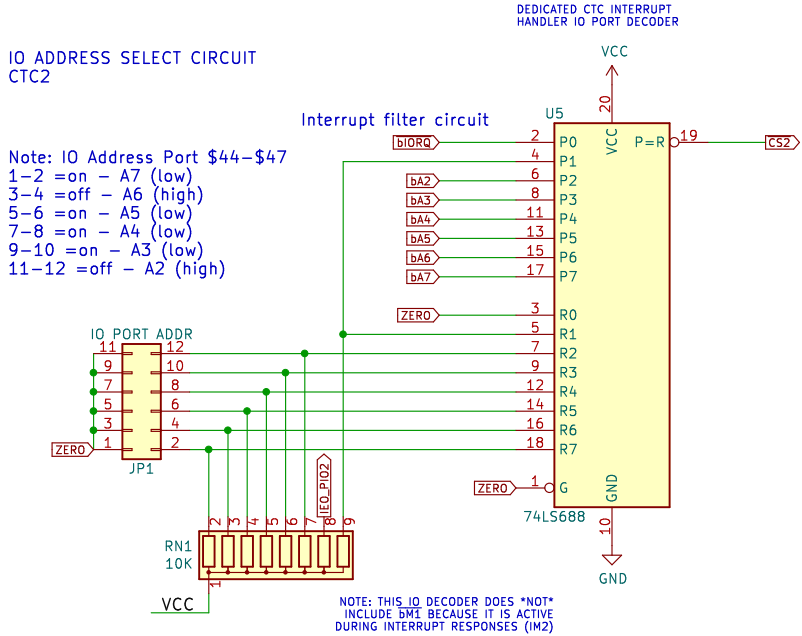 DEDICATED CTC INTERRUPT
HANDLER IO PORT DECODER
IO ADDRESS SELECT CIRCUIT
CTC2
VCC
20
U5
Interrupt filter circuit
bIORQ
2
P0
VCC
P=R
19
CS2
4
P1
Note: IO Address Port $44-$47
1-2 =on - A7 (low)
3-4 =off - A6 (high)
5-6 =on - A5 (low)
7-8 =on - A4 (low)
9-10 =on - A3 (low)
11-12 =off - A2 (high)
bA2
6
P2
bA3
8
P3
bA4
11
P4
bA5
13
P5
bA6
15
P6
bA7
17
P7
ZERO
3
R0
5
R1
IO PORT ADDR
11
12
7
R2
9
10
9
R3
7
8
12
R4
5
6
14
R5
3
4
16
R6
ZERO
1
2
18
R7
JP1
IEO_PIO2
ZERO
1
G
GND
74LS688
10
GND
2
3
4
5
6
7
8
9
RN1
10K
1
VCC
NOTE: THIS IO DECODER DOES *NOT*
INCLUDE bM1 BECAUSE IT IS ACTIVE
DURING INTERRUPT RESPONSES (IM2)